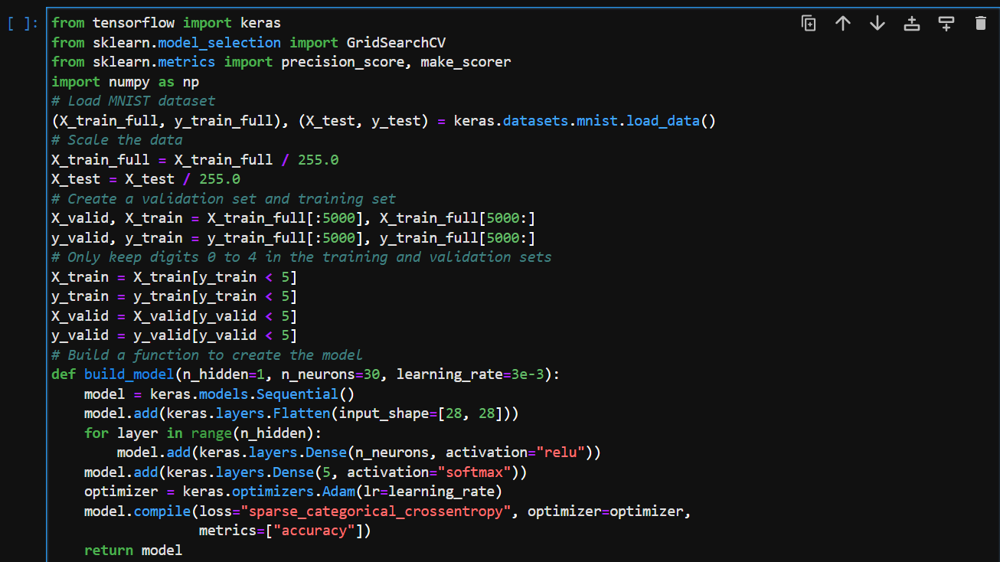 [ ]:
from tensorflow import keras
from sklearn.model_selection import GridSearchCV
from sklearn.metrics import precision_score, make_scorer
import numpy as np
# Load MNIST dataset
(X_train_full, y_train_full), (X_test, y_test) = keras.datasets.mnist.load_data()
# Scale the data
X_train_full = X_train_full / 255.0
X_test = X_test / 255.0
# Create a validation set and training set
X_valid, X_train = X_train_full[:5000], X_train_full[5000:]
y_valid, y_train = y_train_full[:5000], y_train_full[5000:]
# Only keep digits 0 to 4 in the training and validation sets
X_train = X_train[y_train < 5]
y_train = y_train[y_train < 5]
X_valid = X_valid[y_valid < 5]
y_valid = y_valid[y_valid < 5]
# Build a function to create the model
def build_model(n_hidden=1, n_neurons=30, learning_rate=3e-3):
    model = keras.models.Sequential()
    model.add(keras.layers.Flatten(input_shape=[28, 28]))
    for layer in range(n_hidden):
        model.add(keras.layers.Dense(n_neurons, activation="relu"))
    model.add(keras.layers.Dense(5, activation="softmax"))
    optimizer = keras.optimizers.Adam(lr=learning_rate)
    model.compile(loss="sparse_categorical_crossentropy", optimizer=optimizer,
                  metrics=["accuracy"])
    return model